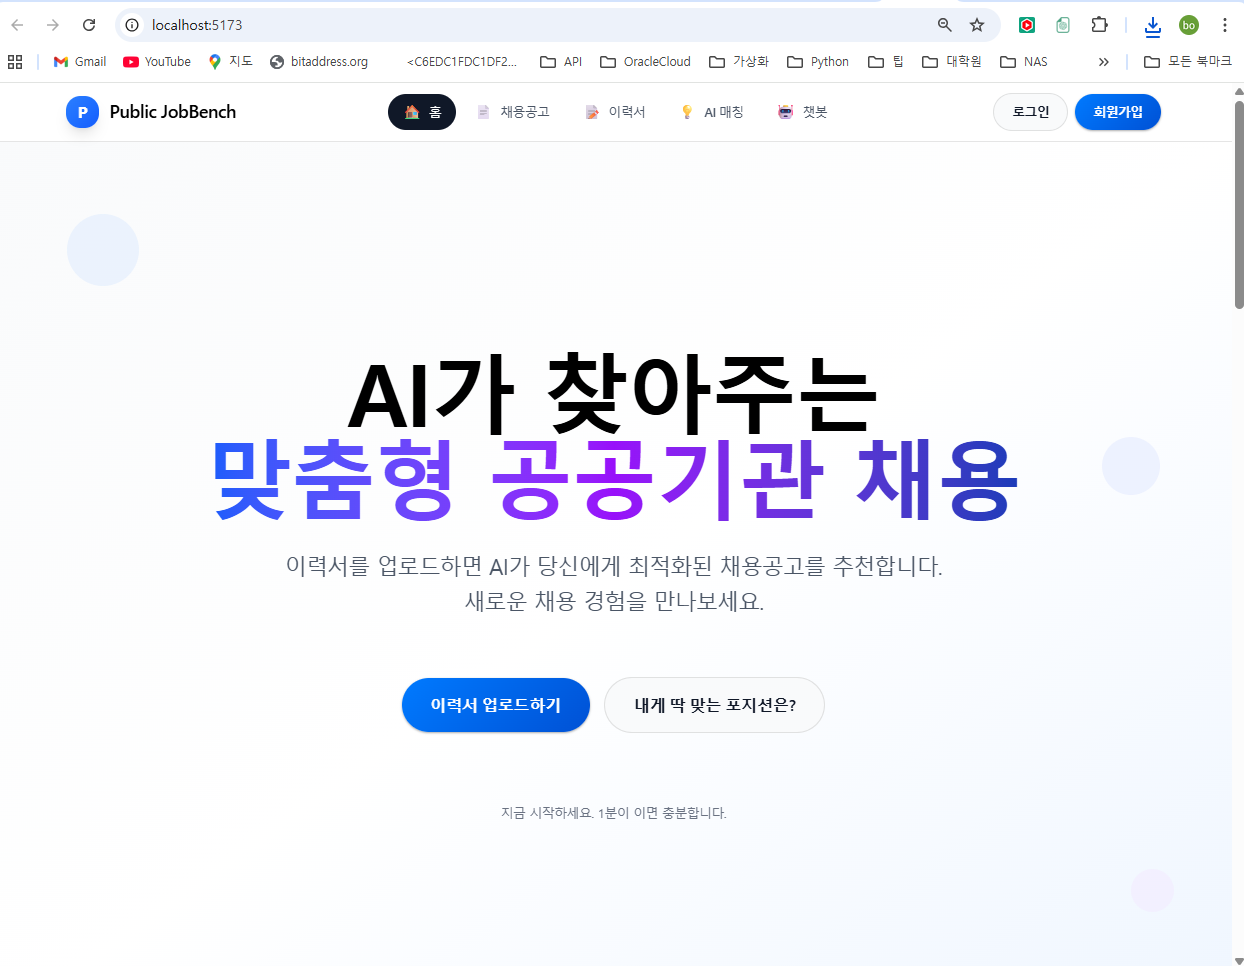 localhost:5173
bo
Gmail
YouTube
지도
bitaddress.org
<C6EDC1FDC1DF2...
API
OracleCloud
가상화
Python
팁
대학원
NAS
»
모든 북마크
P
Public JobBench
홈
채용공고
이력서
AI 매칭
챗봇
로그인
회원가입
AI가 찾아주는
맞춤형 공공기관 채용
이력서를 업로드하면 AI가 당신에게 최적화된 채용공고를 추천합니다.
새로운 채용 경험을 만나보세요.
이력서 업로드하기
내게 딱 맞는 포지션은?
지금 시작하세요. 1분이 이면 충분합니다.